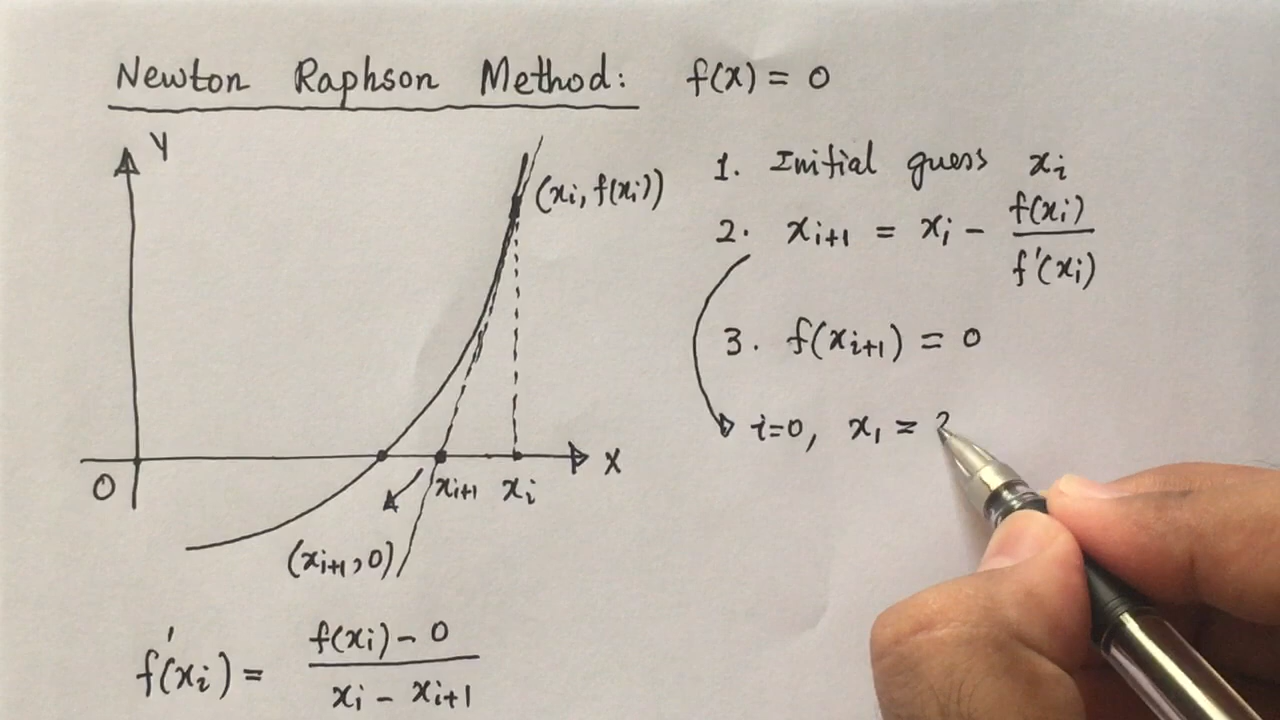 Newton Raphson Method: f(x) = 0
Y
(xi, f(xi))
O
xi+1 xi
X
(xi+1, 0)
f'(xi) = f(xi) - 0 / xi - xi+1
1. Initial guess xi
2. xi+1 = xi - f(xi) / f'(xi)
3. f(xi+1) = 0
i=0, x1 =